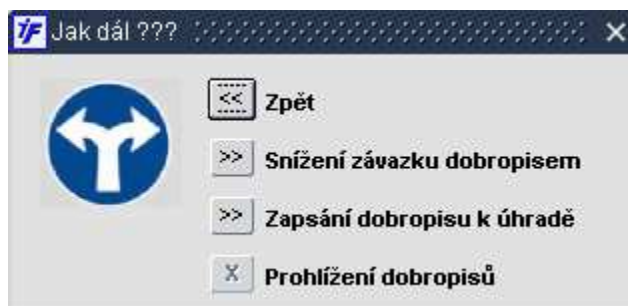 Jak dál ???
<< Zpět
>> Snížení závazku dobropisem
>> Zapsání dobropisu k úhradě
X Prohlížení dobropisů